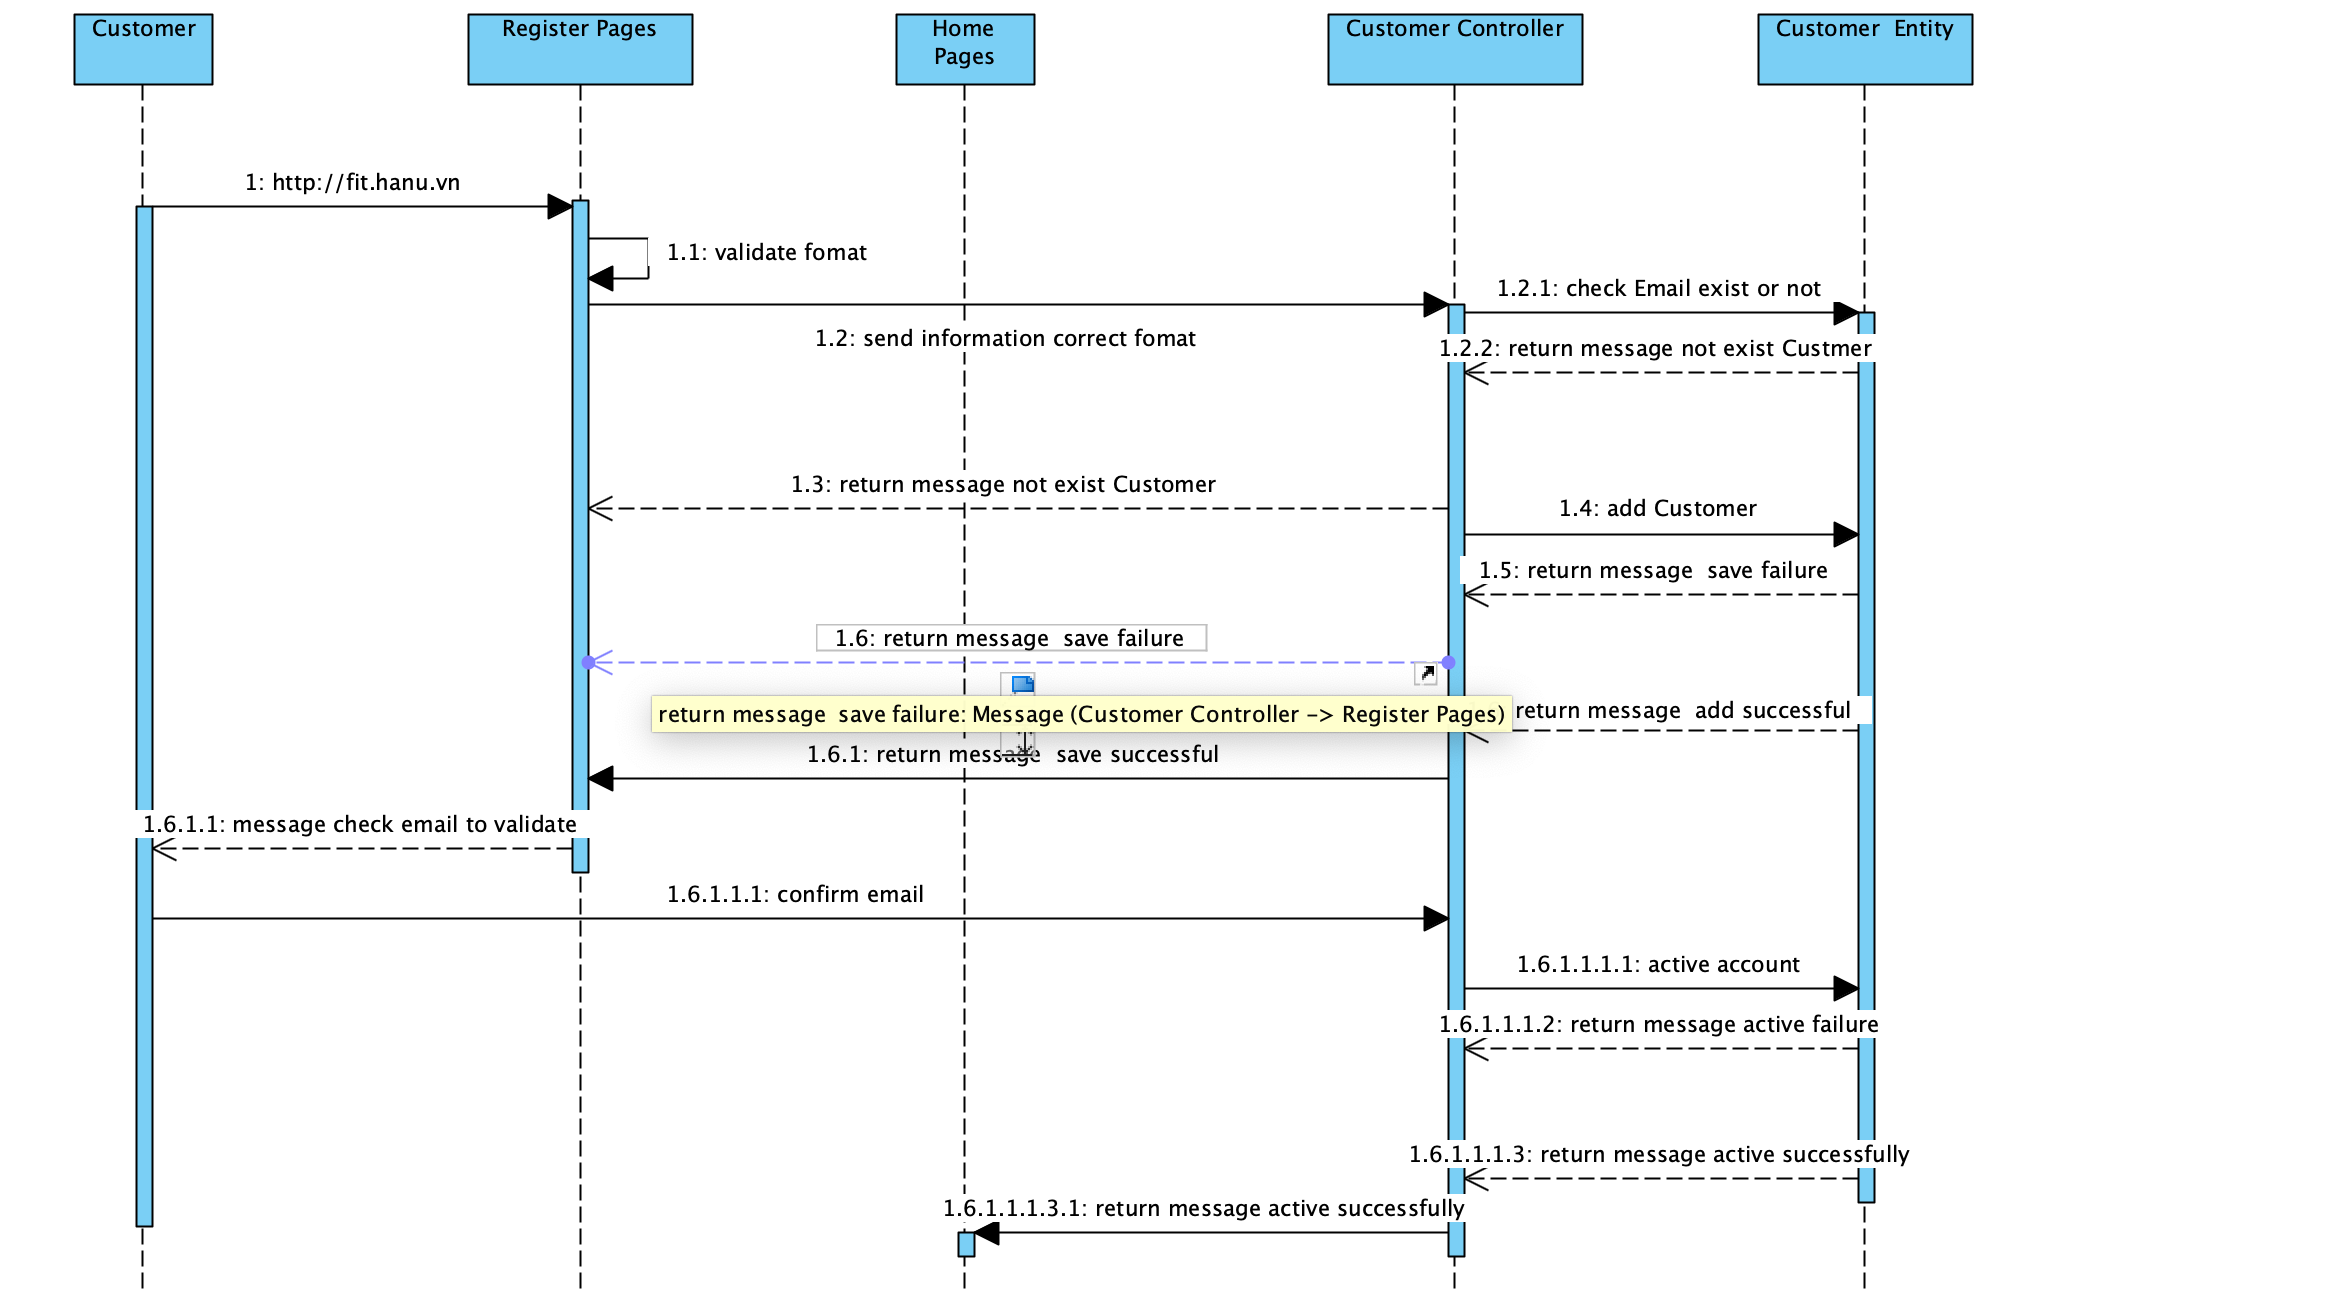 Customer
Register Pages
Home
Pages
Customer Controller
Customer  Entity
1: http://fit.hanu.vn
1.1: validate fomat
1.2.1: check Email exist or not
1.2: send information correct fomat
1.2.2: return message not exist Custmer
1.3: return message not exist Customer
1.4: add Customer
1.5: return message  save failure
1.6: return message  save failure
return message  save failure: Message (Customer Controller -> Register Pages)
return message  add successful
1.6.1: return message  save successful
1.6.1.1: message check email to validate
1.6.1.1.1: confirm email
1.6.1.1.1.1: active account
1.6.1.1.1.2: return message active failure
1.6.1.1.1.3: return message active successfully
1.6.1.1.1.3.1: return message active successfully